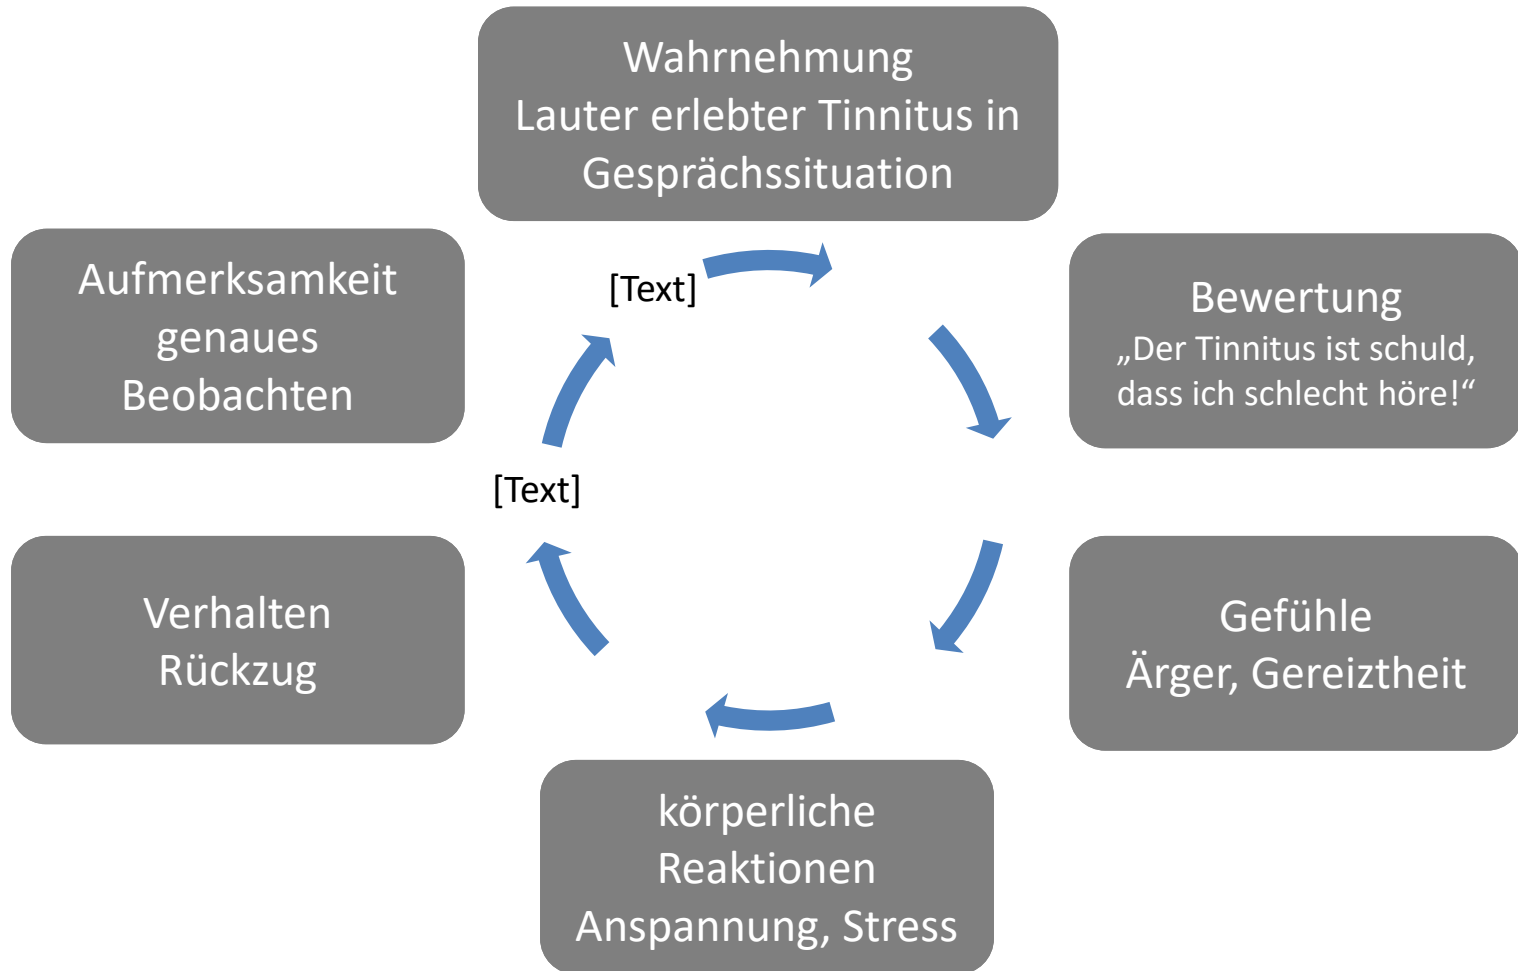 Wahrnehmung
Lauter erlebter Tinnitus in
Gesprächssituation
Aufmerksamkeit
genaues
Beobachten
[Text]
Bewertung
„Der Tinnitus ist schuld,
dass ich schlecht höre!“
[Text]
Verhalten
Rückzug
Gefühle
Ärger, Gereiztheit
körperliche
Reaktionen
Anspannung, Stress